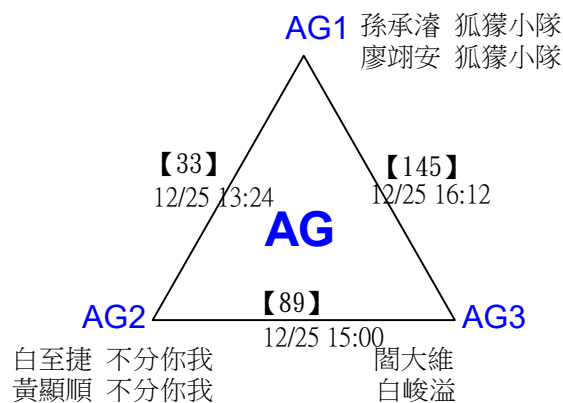 AG1
孫承濬 狐獴小隊
廖翊安 狐獴小隊
【33】
12/25 13:24
【145】
12/25 16:12
AG
AG2
【89】
12/25 15:00
AG3
白至捷 不分你我
黃顯順 不分你我
閻大維
白峻溢